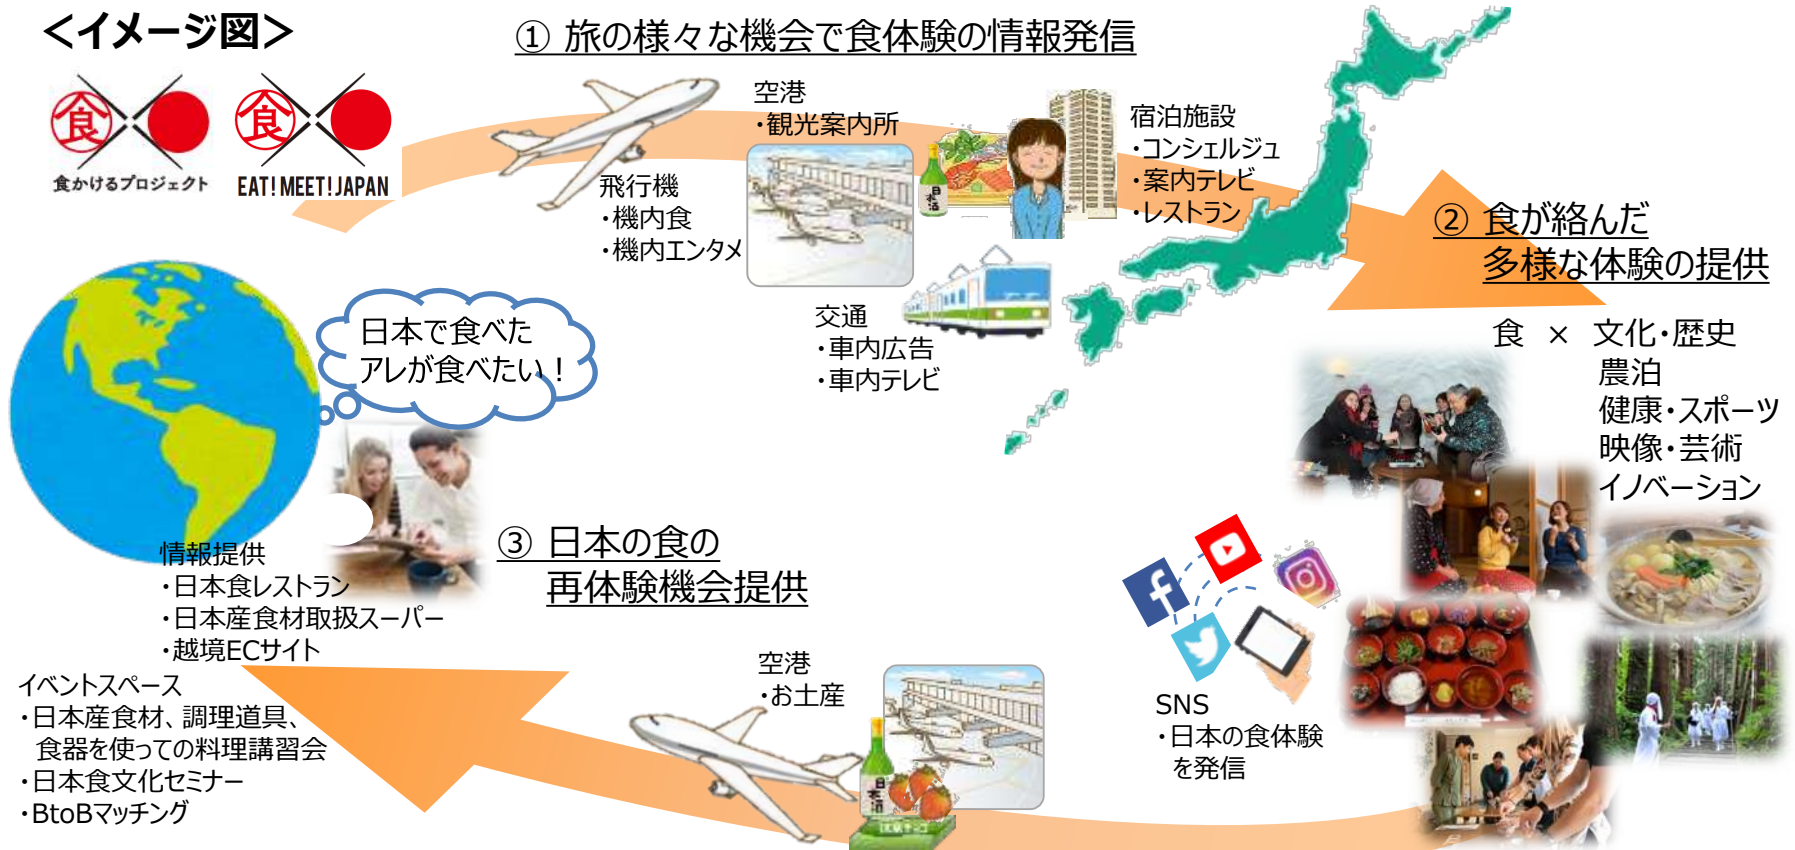 ＜イメージ図＞
食
食かけるプロジェクト
食
EAT! MEET! JAPAN
① 旅の様々な機会で食体験の情報発信
飛行機
・機内食
・機内エンタメ
空港
・観光案内所
日本酒
宿泊施設
・コンシェルジュ
・案内テレビ
・レストラン
交通
・車内広告
・車内テレビ
② 食が絡んだ
多様な体験の提供
食 × 文化・歴史
農泊
健康・スポーツ
映像・芸術
イノベーション
日本で食べた
アレが食べたい！
SNS
・日本の食体験
を発信
③ 日本の食の
再体験機会提供
空港
・お土産
日本酒
情報提供
・日本食レストラン
・日本産食材取扱スーパー
・越境ECサイト
イベントスペース
・日本産食材、調理道具、
食器を使っての料理講習会
・日本食文化セミナー
・BtoBマッチング